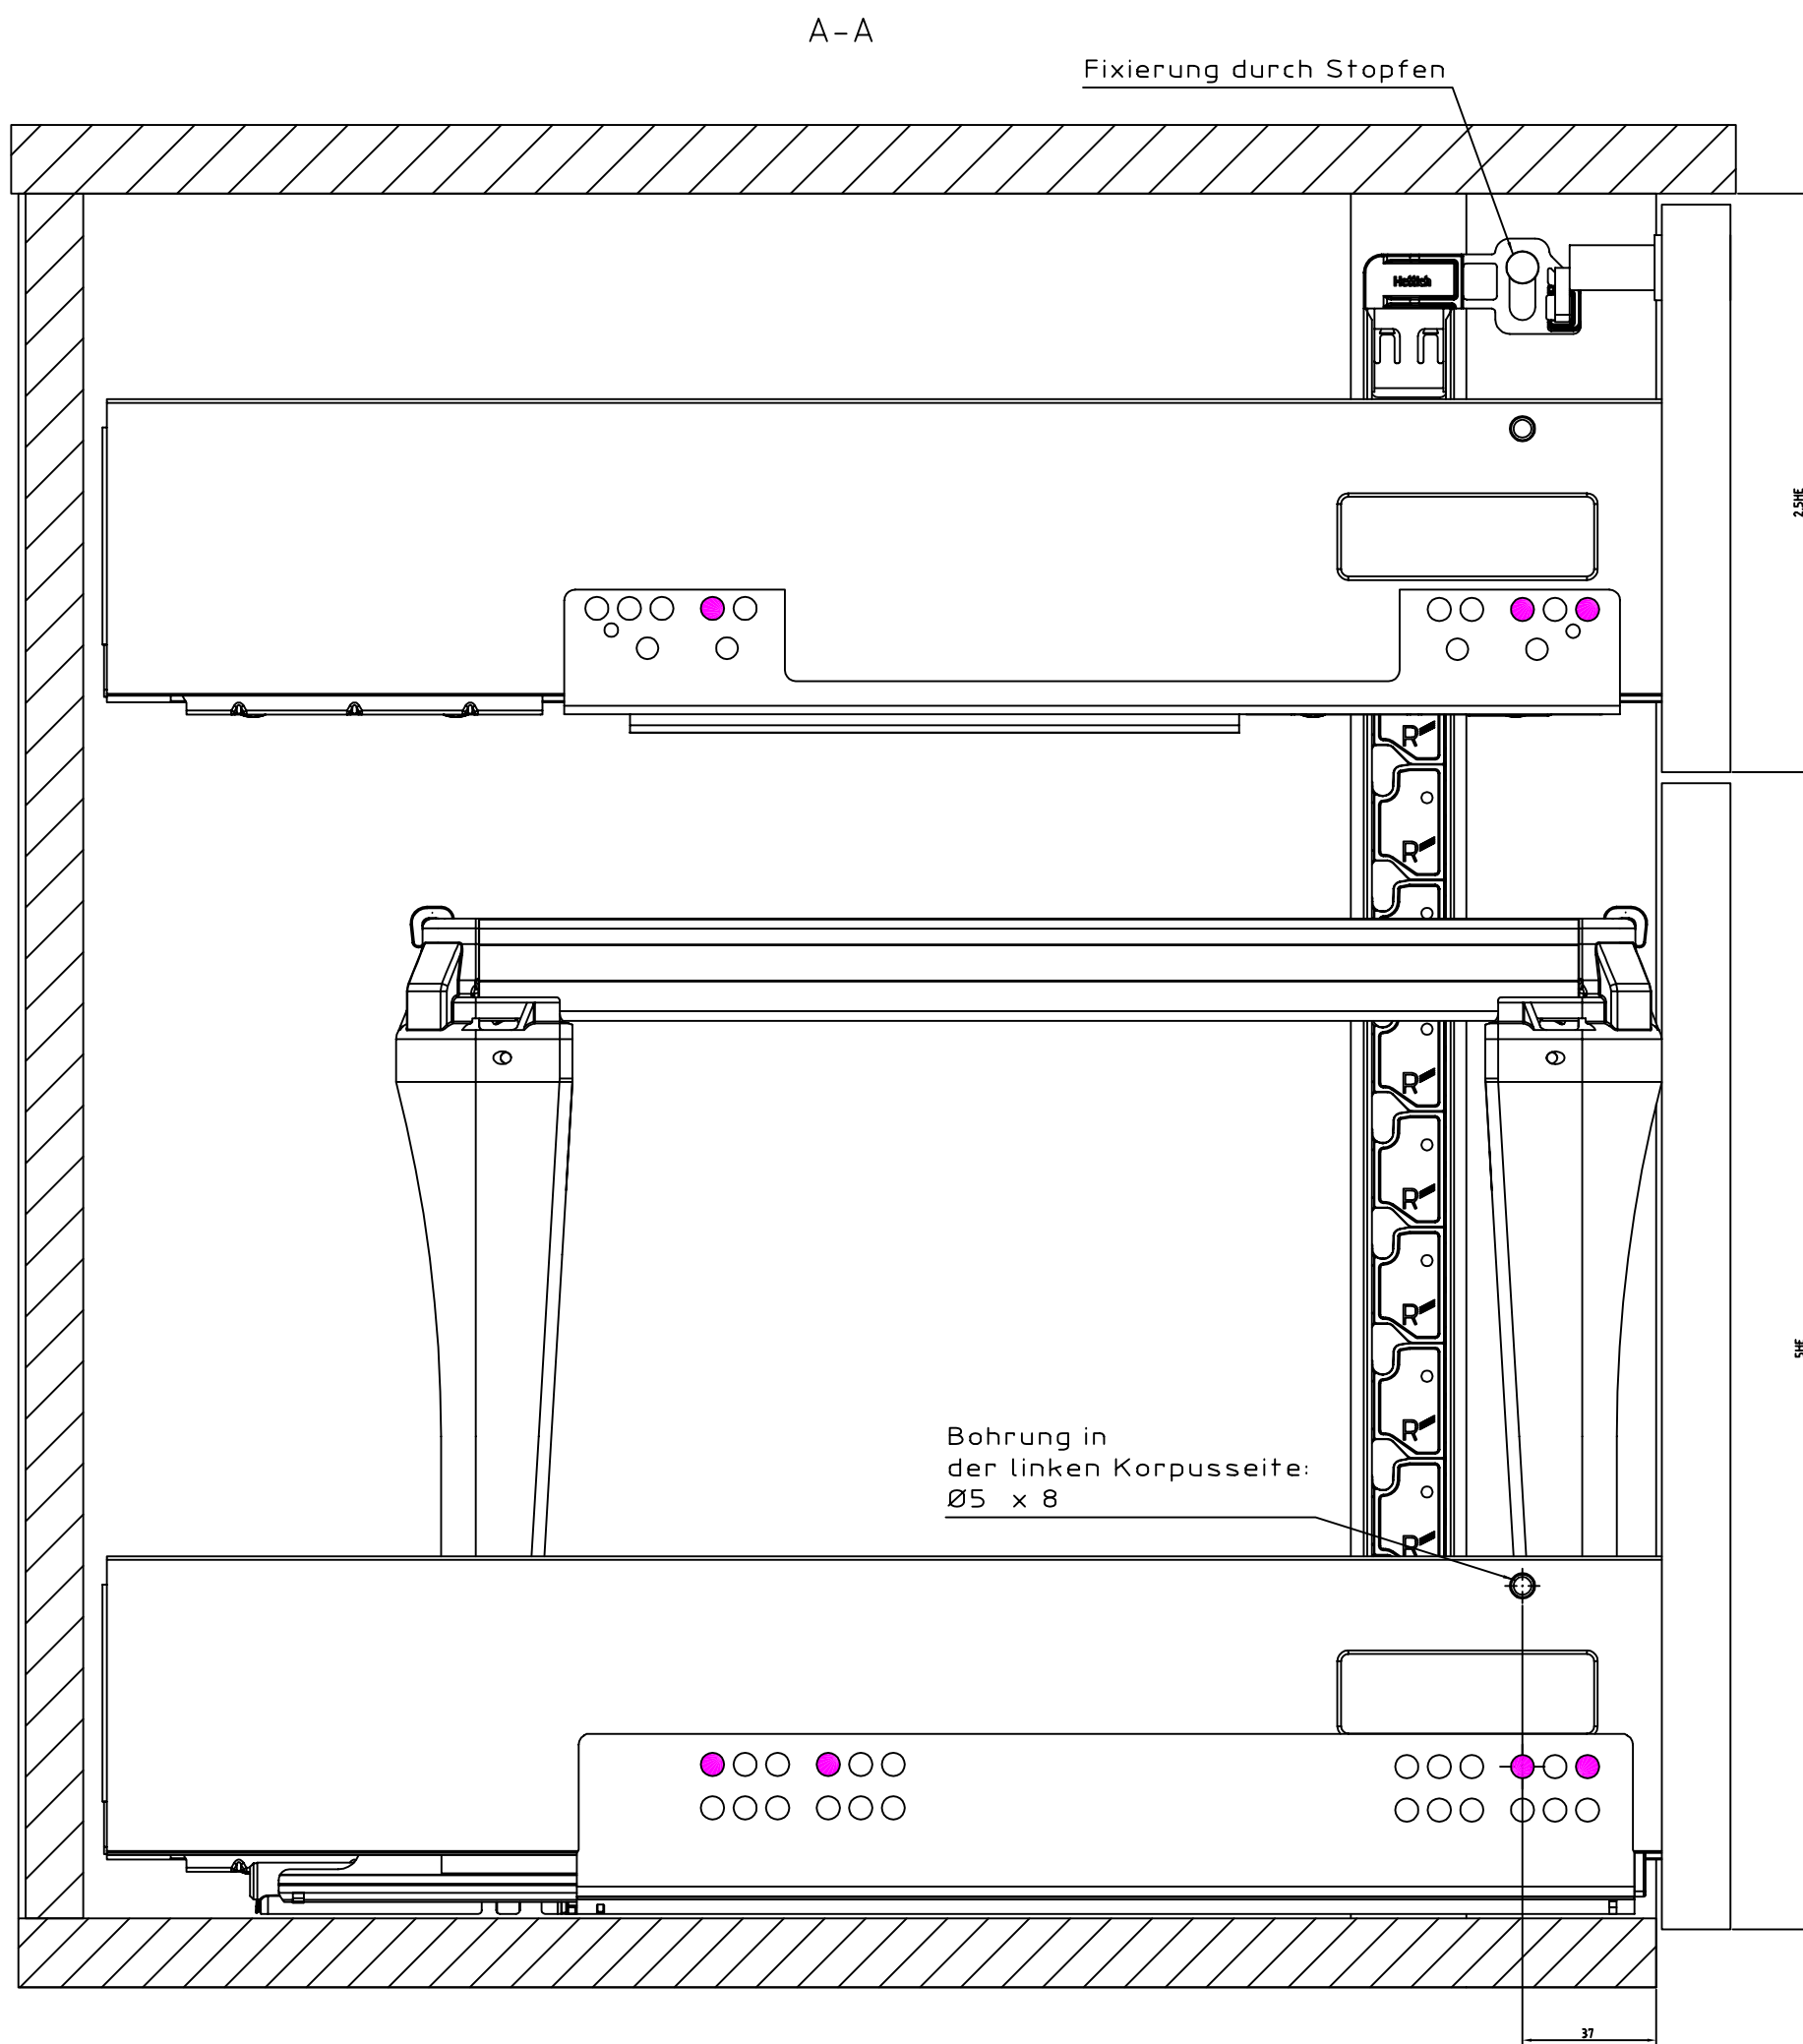 A-A
Fixierung durch Stopfen
Hettich
2.5HE
R
R
R
R
R
R
Bohrung in
der linken Korpusseite:
Ø5 x 8
R
5HE
37